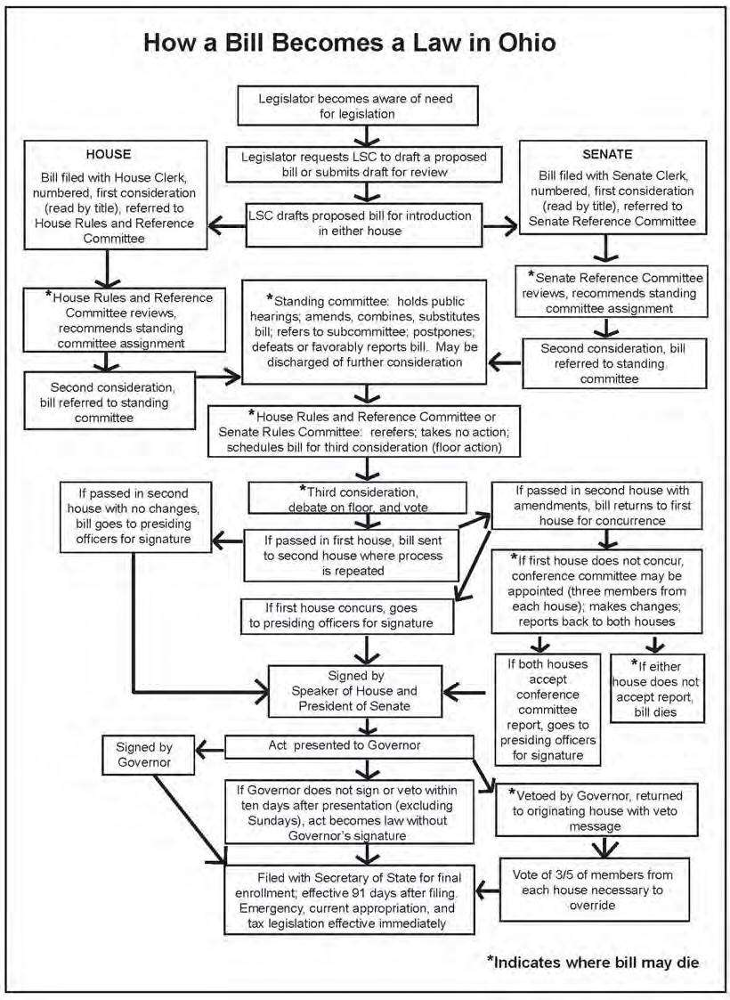 How a Bill Becomes a Law in Ohio
Legislator becomes aware of need
for legislation
HOUSE
Bill filed with House Clerk,
numbered, first consideration
(read by title), referred to
House Rules and Reference
Committee
Legislator requests LSC to draft a proposed
bill or submits draft for review
SENATE
Bill filed with Senate Clerk,
numbered, first consideration
(read by title), referred to
Senate Reference Committee
LSC drafts proposed bill for introduction
in either house
*House Rules and Reference
Committee reviews,
recommends standing
committee assignment
*Standing committee: holds public
hearings; amends, combines, substitutes
bill; refers to subcommittee; postpones;
defeats or favorably reports bill. May be
discharged of further consideration
*Senate Reference Committee
reviews, recommends standing
committee assignment
Second consideration,
bill referred to standing
committee
Second consideration, bill
referred to standing
committee
*House Rules and Reference Committee or
Senate Rules Committee: rerefers; takes no action;
schedules bill for third consideration (floor action)
If passed in second
house with no changes,
bill goes to presiding
officers for signature
*Third consideration,
debate on floor, and vote
If passed in second house with
amendments, bill returns to first
house for concurrence
If passed in first house, bill sent
to second house where process
is repeated
*If first house does not concur,
conference committee may be
appointed (three members from
each house); makes changes;
reports back to both houses
If first house concurs, goes
to presiding officers for signature
Signed by
Speaker of House and
President of Senate
If both houses
accept
conference
committee
report, goes to
presiding officers
for signature
*If either
house does not
accept report,
bill dies
Signed by
Governor
Act presented to Governor
If Governor does not sign or veto within
ten days after presentation (excluding
Sundays), act becomes law without
Governor's signature
*Vetoed by Governor, returned
to originating house with veto
message
Filed with Secretary of State for final
enrollment; effective 91 days after filing.
Emergency, current appropriation, and
tax legislation effective immediately
Vote of 3/5 of members from
each house necessary to
override
*Indicates where bill may die